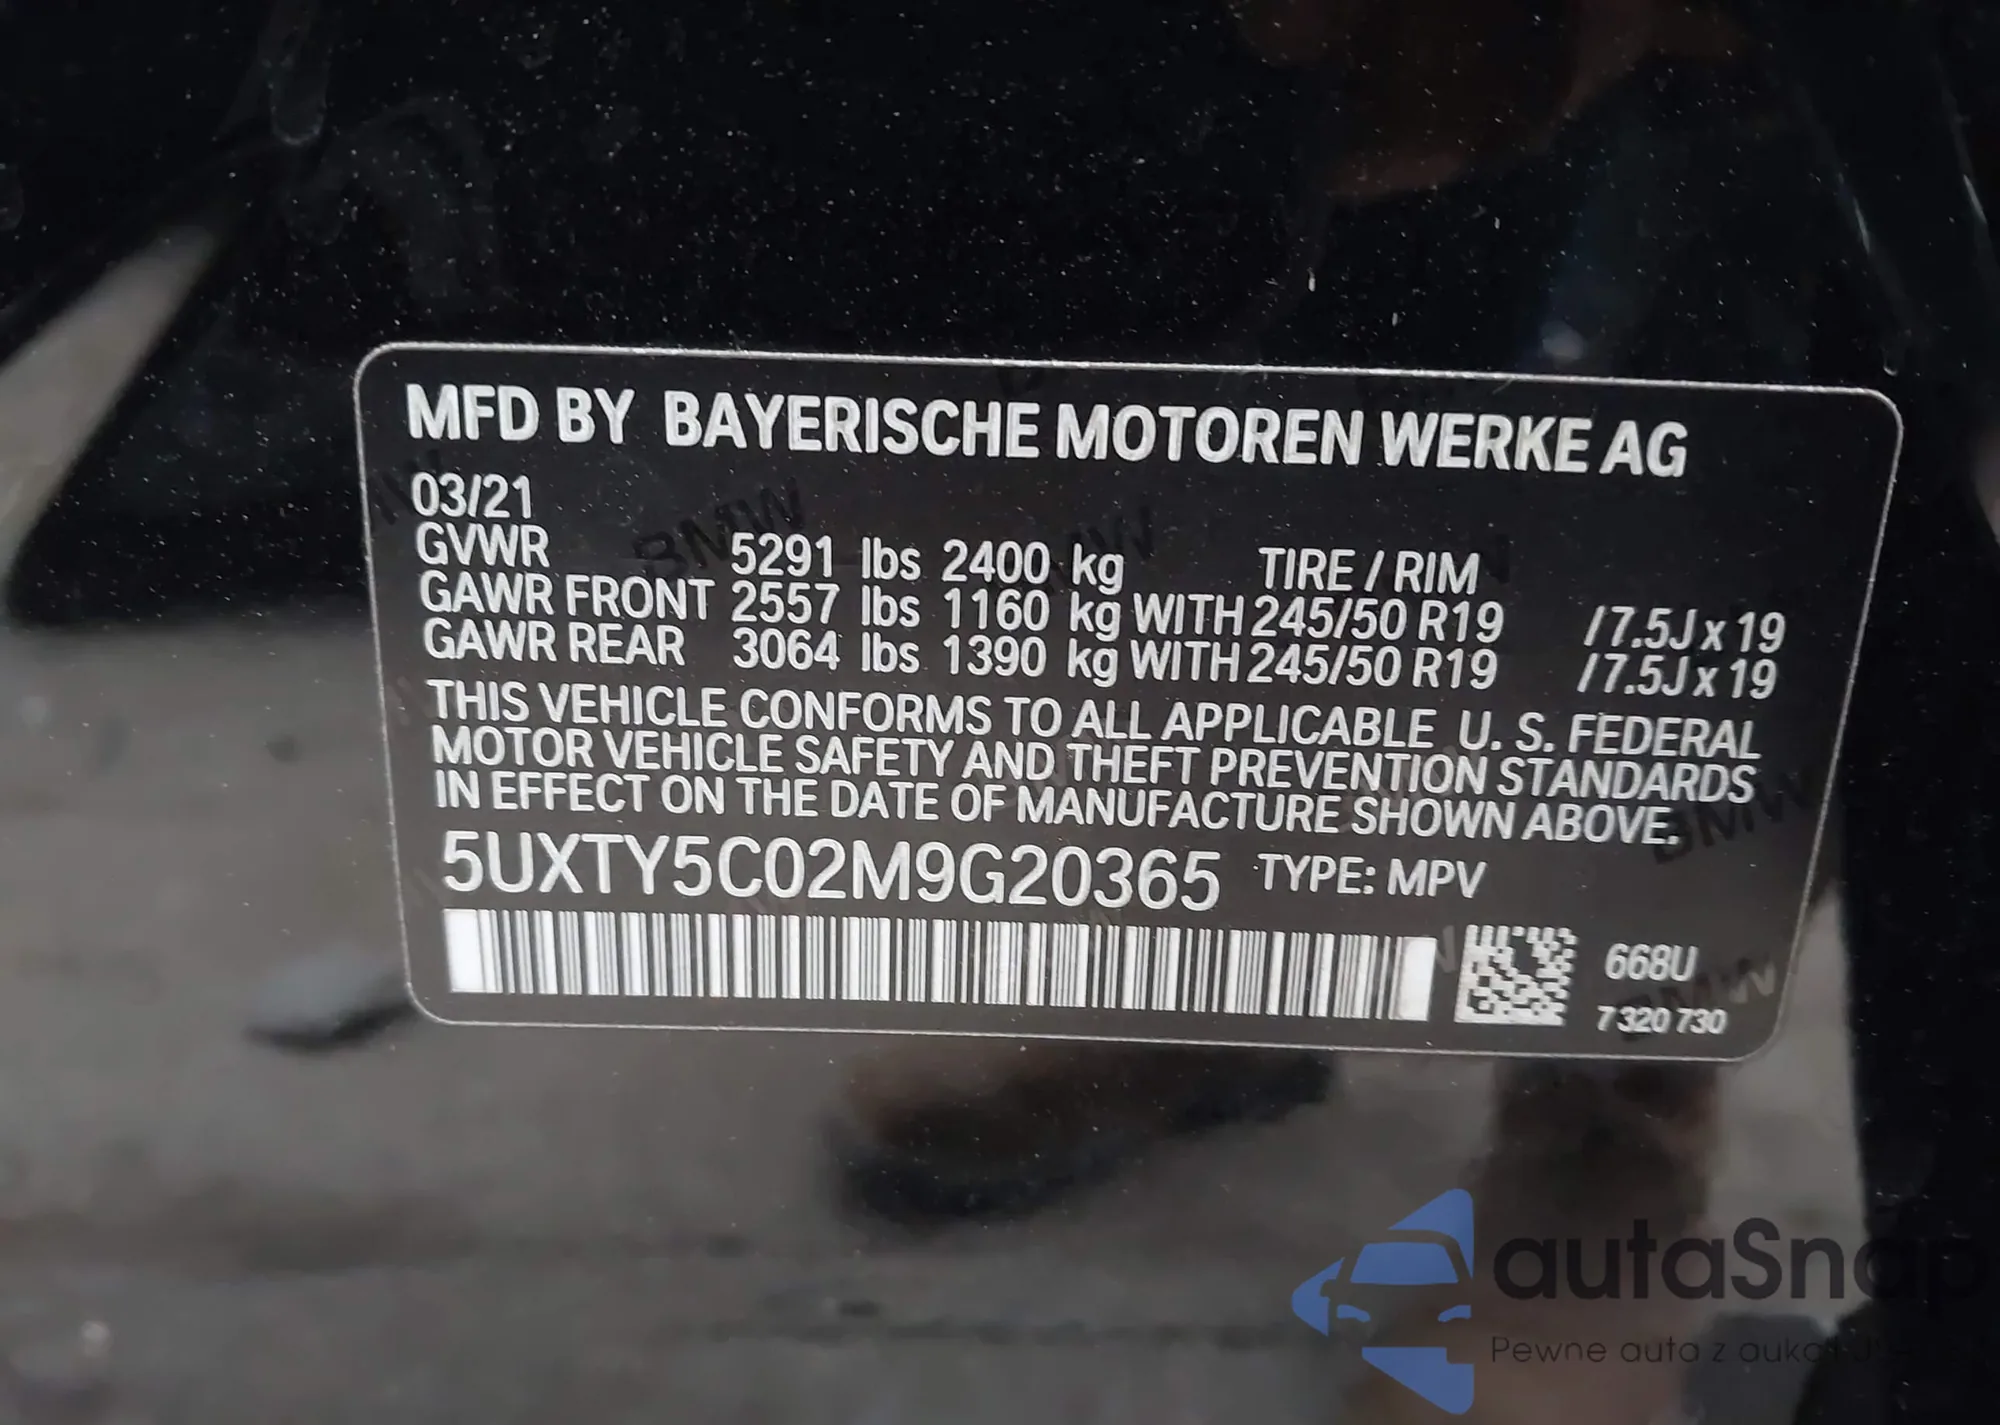 MFD BY BAYERISCHE MOTOREN WERKE AG
03/21
GVWR 5291 lbs 2400 kg TIRE / RIM
GAWR FRONT 2557 lbs 1160 kg WITH 245/50 R19 / 7.5J x 19
GAWR REAR 3064 lbs 1390 kg WITH 245/50 R19 / 7.5J x 19
THIS VEHICLE CONFORMS TO ALL APPLICABLE U. S. FEDERAL
MOTOR VEHICLE SAFETY AND THEFT PREVENTION STANDARDS
IN EFFECT ON THE DATE OF MANUFACTURE SHOWN ABOVE.
5UXTY5C02M9G20365 TYPE: MPV
668U
7 320 730
autaSnap
Pewne auta z